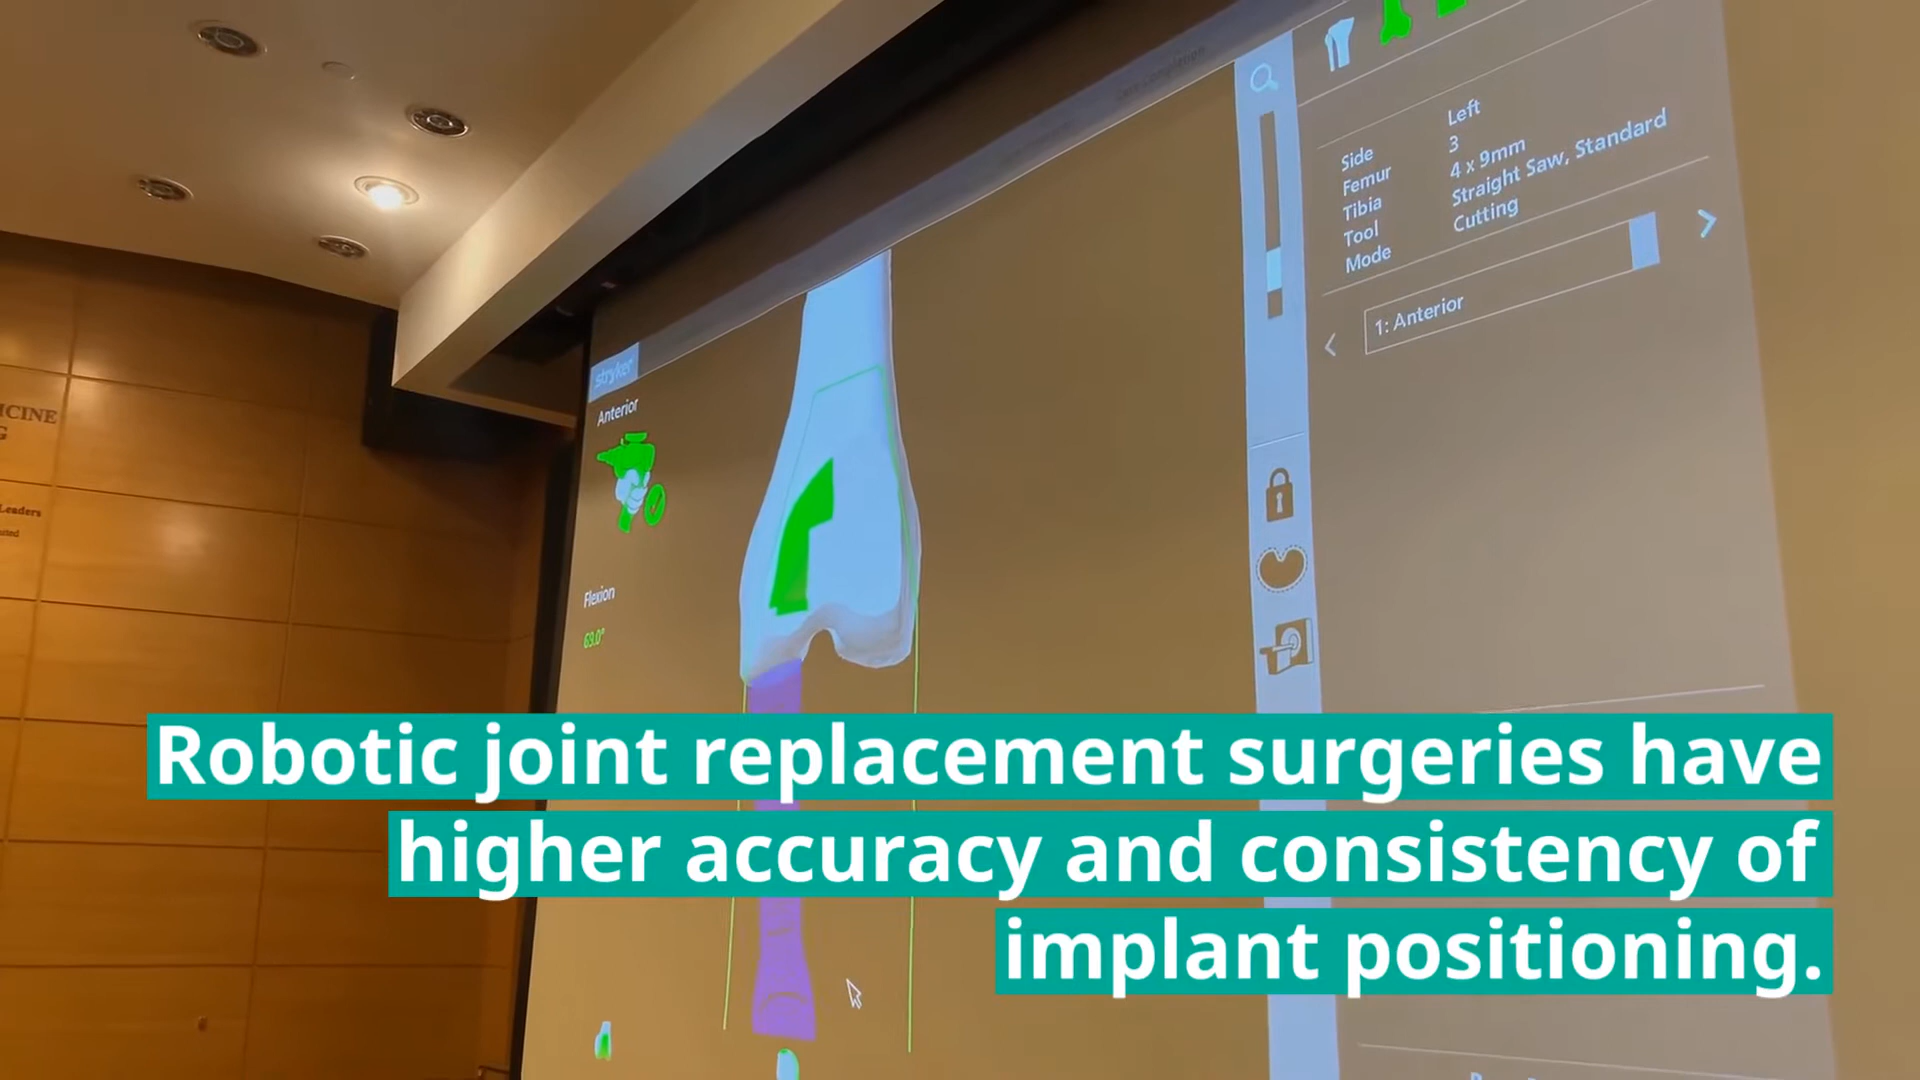 Left
Side 3
Femur 4 x 9mm
Tibia Straight Saw, Standard
Tool Cutting
Mode
1: Anterior
stryker
Anterior
Flexion
69.0°
ICINE
G
Leaders
Robotic joint replacement surgeries have
higher accuracy and consistency of
implant positioning.